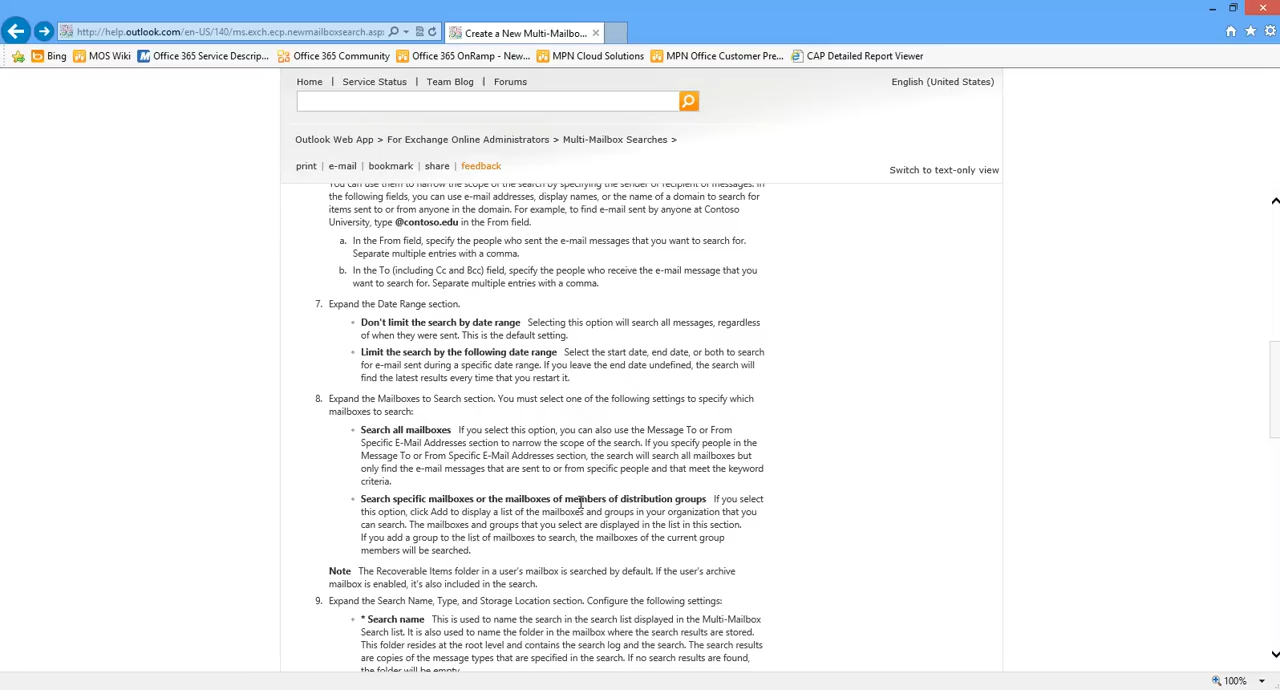 http://help.outlook.com/en-US/140/ms.exch.ecp.newmailboxsearch.asp
Create a New Multi-Mailbo...
Bing MOS Wiki Office 365 Service Descrip... Office 365 Community Office 365 OnRamp - New... MPN Cloud Solutions MPN Office Customer Pre... CAP Detailed Report Viewer
Home | Service Status | Team Blog | Forums
English (United States)
Outlook Web App > For Exchange Online Administrators > Multi-Mailbox Searches >
print | e-mail | bookmark | share | feedback
Switch to text-only view
You can use them to narrow the scope of the search by specifying the sender or recipient of messages. In
the following fields, you can use e-mail addresses, display names, or the name of a domain to search for
items sent to or from anyone in the domain. For example, to find e-mail sent by anyone at Contoso
University, type @contoso.edu in the From field.
a. In the From field, specify the people who sent the e-mail messages that you want to search for.
Separate multiple entries with a comma.
b. In the To (including Cc and Bcc) field, specify the people who receive the e-mail message that you
want to search for. Separate multiple entries with a comma.
7. Expand the Date Range section.
Don't limit the search by date range Selecting this option will search all messages, regardless
of when they were sent. This is the default setting.
Limit the search by the following date range Select the start date, end date, or both to search
for e-mail sent during a specific date range. If you leave the end date undefined, the search will
find the latest results every time that you restart it.
8. Expand the Mailboxes to Search section. You must select one of the following settings to specify which
mailboxes to search:
Search all mailboxes If you select this option, you can also use the Message To or From
Specific E-Mail Addresses section to narrow the scope of the search. If you specify people in the
Message To or From Specific E-Mail Addresses section, the search will search all mailboxes but
only find the e-mail messages that are sent to or from specific people and that meet the keyword
criteria.
Search specific mailboxes or the mailboxes of members of distribution groups If you select
this option, click Add to display a list of the mailboxes and groups in your organization that you
can search. The mailboxes and groups that you select are displayed in the list in this section.
If you add a group to the list of mailboxes to search, the mailboxes of the current group
members will be searched.
Note The Recoverable Items folder in a user's mailbox is searched by default. If the user's archive
mailbox is enabled, it's also included in the search.
9. Expand the Search Name, Type, and Storage Location section. Configure the following settings:
* Search name This is used to name the search in the search list displayed in the Multi-Mailbox
Search list. It is also used to name the folder in the mailbox where the search results are stored.
This folder resides at the root level and contains the search log and the search. The search results
are copies of the message types that are specified in the search. If no search results are found,
the folder will be empty.
100%